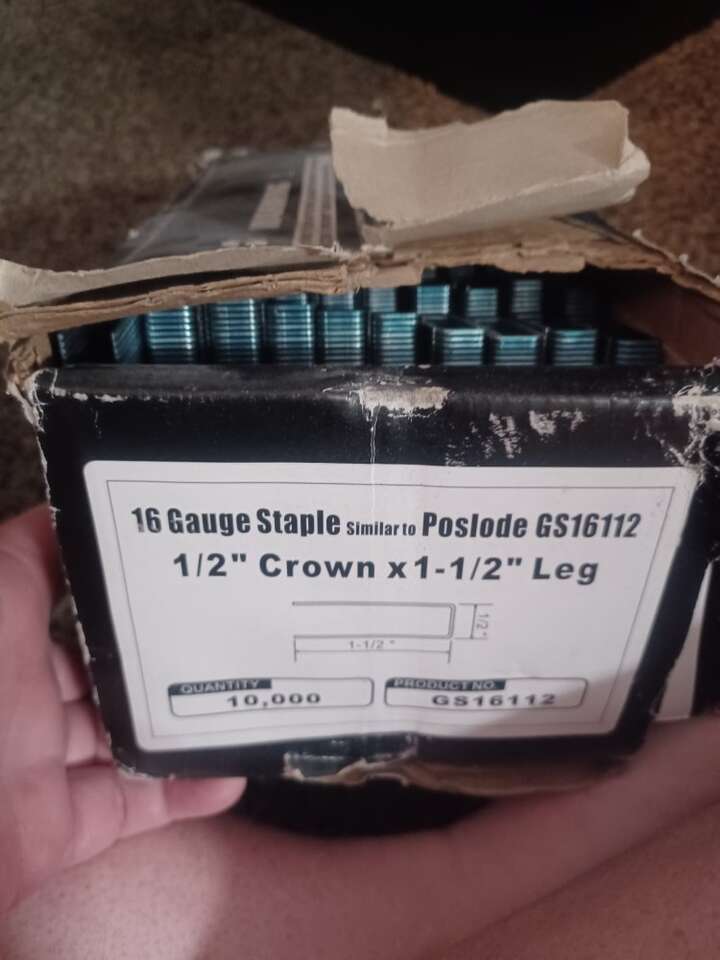 16 Gauge Staple Similar to Poslode GS16112
1/2" Crown x 1-1/2" Leg
1/2"
1-1/2"
QUANTITY
10,000
PRODUCT NO.
GS16112